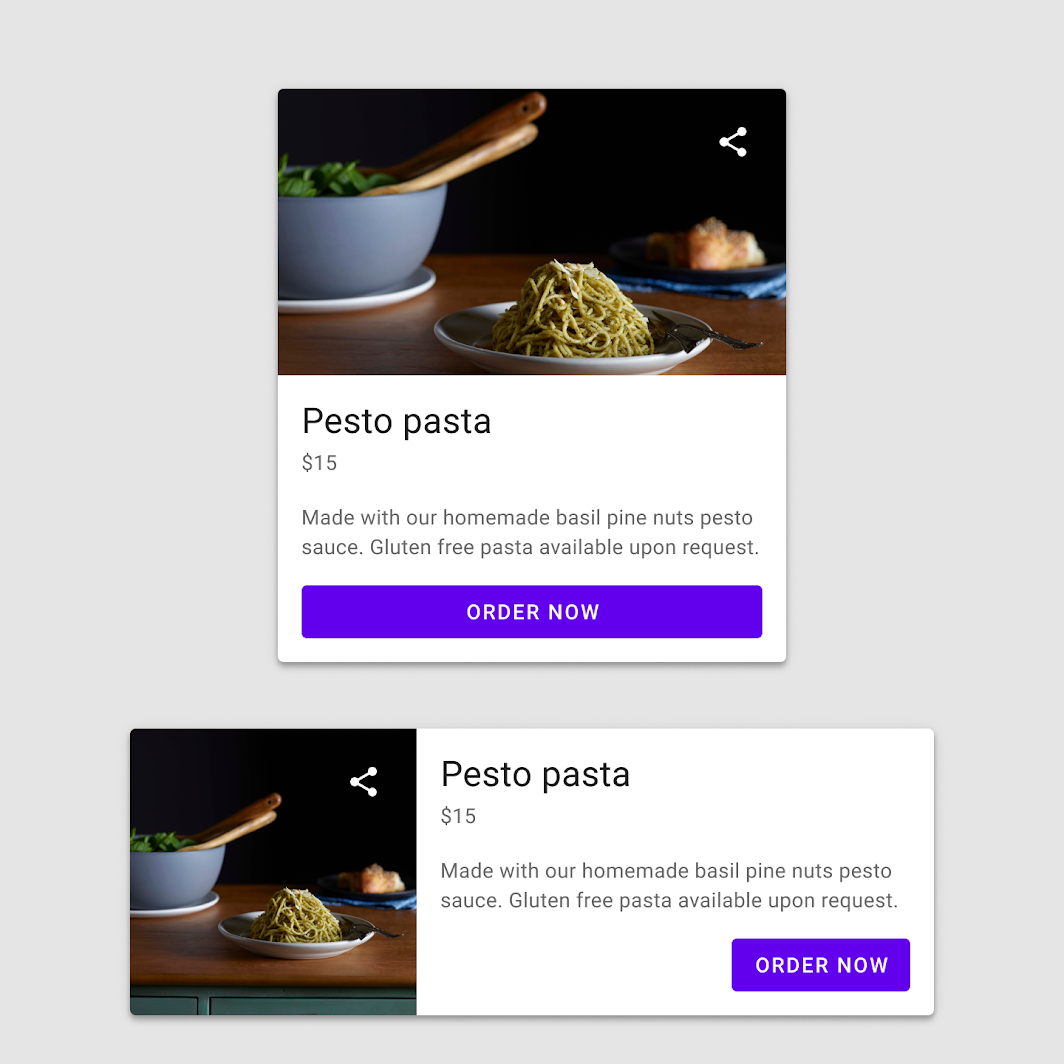 Pesto pasta
$15
Made with our homemade basil pine nuts pesto
sauce. Gluten free pasta available upon request.
ORDER NOW
Pesto pasta
$15
Made with our homemade basil pine nuts pesto
sauce. Gluten free pasta available upon request.
ORDER NOW